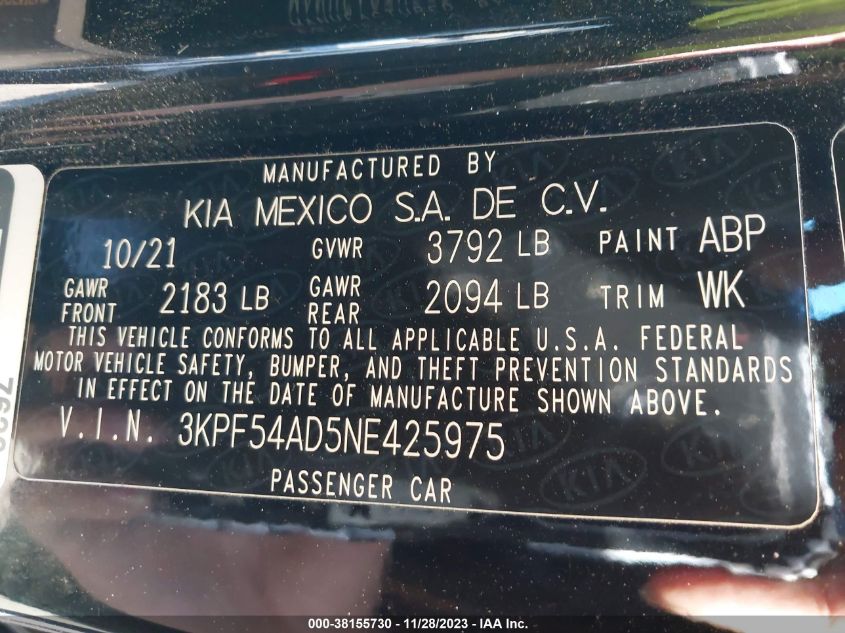 MANUFACTURED BY
KIA MEXICO S.A. DE C.V.
10/21 GVWR 3792 LB PAINT ABP
GAWR FRONT 2183 LB GAWR REAR 2094 LB TRIM WK
THIS VEHICLE CONFORMS TO ALL APPLICABLE U.S.A. FEDERAL
MOTOR VEHICLE SAFETY, BUMPER, AND THEFT PREVENTION STANDARDS
IN EFFECT ON THE DATE OF MANUFACTURE SHOWN ABOVE.
V.I.N. 3KPF54AD5NE425975
PASSENGER CAR
KIA
000-38155730 - 11/28/2023 - IAA Inc.